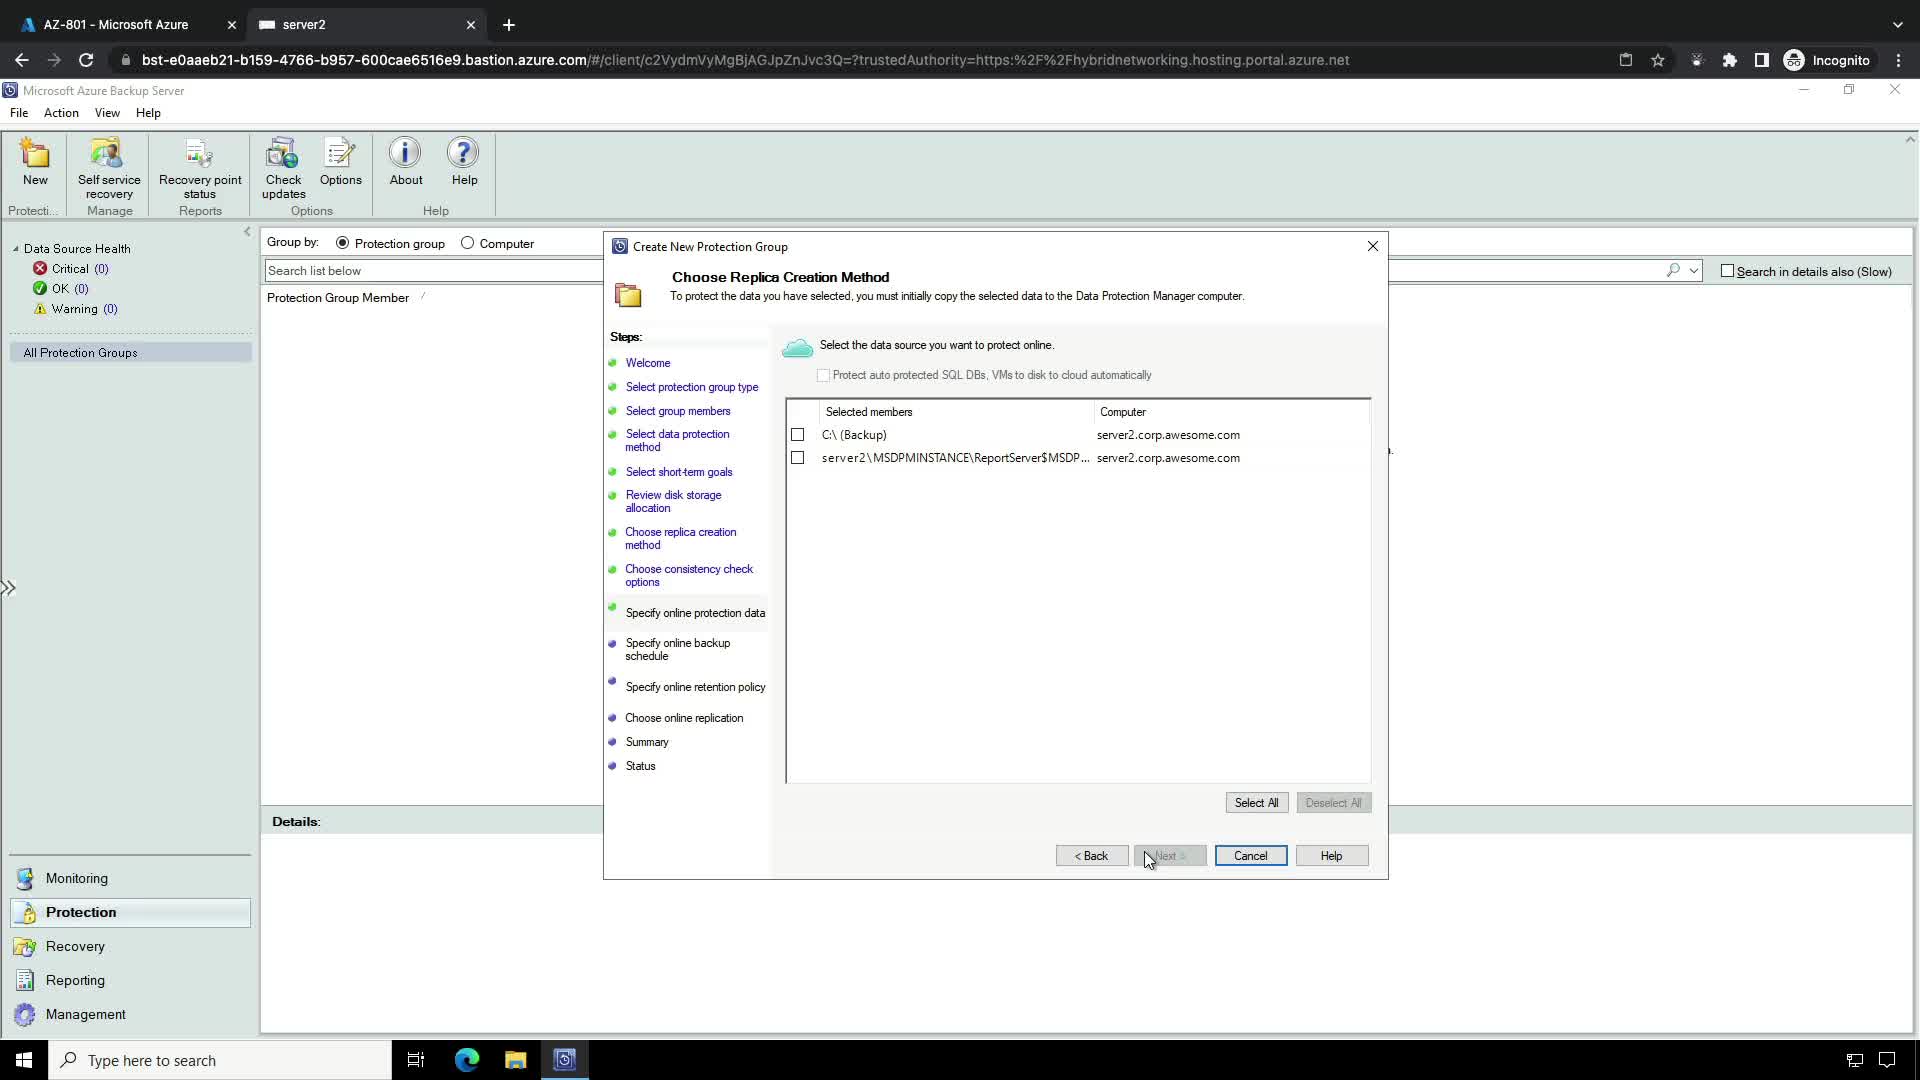 AZ-801 - Microsoft Azure
server2
bst-e0aaeb21-b159-4766-b957-600cae6516e9.bastion.azure.com/#/client/c2VydmVyMgBjAGJpZnJvc3Q=?trustedAuthority=https:%2F%2Fhybridnetworking.hosting.portal.azure.net
Incognito
Microsoft Azure Backup Server
File Action View Help
New
Protecti...
Self service recovery
Manage
Recovery point status
Reports
Check updates
Options
Options
About
Help
Help
Data Source Health
Critical (0)
OK (0)
Warning (0)
All Protection Groups
Group by: Protection group Computer
Search list below
Search in details also (Slow)
Protection Group Member
Create New Protection Group
Choose Replica Creation Method
To protect the data you have selected, you must initially copy the selected data to the Data Protection Manager computer.
Steps:
Welcome
Select protection group type
Select group members
Select data protection
method
Select short-term goals
Review disk storage
allocation
Choose replica creation
method
Choose consistency check
options
Specify online protection data
Specify online backup
schedule
Specify online retention policy
Choose online replication
Summary
Status
Select the data source you want to protect online.
Protect auto protected SQL DBs, VMs to disk to cloud automatically
Selected members Computer
C:\ (Backup) server2.corp.awesome.com
server2\MSDPMINSTANCE\ReportServer$MSDP... server2.corp.awesome.com
Select All Deselect All
< Back Next > Cancel Help
Details:
Monitoring
Protection
Recovery
Reporting
Management
Type here to search